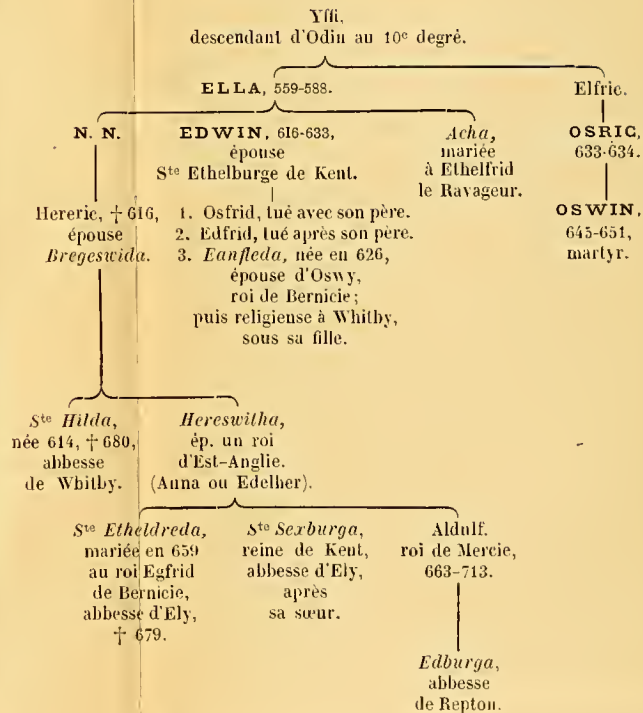 Yffi,
descendant d'Odin au 10e degré.
ELLA, 559-588.
Elfric.
N. N.
EDWIN, 616-633,
épouse
Ste Ethelburge de Kent.
Acha,
mariée
à Ethelfrid
le Ravageur.
OSRIC,
633-634.
Hereric, † 616,
épouse
Bregeswida.
1. Osfrid, tué avec son père.
2. Edfrid, tué après son père.
3. Eanfleda, née en 626,
épouse d'Oswy,
roi de Bernicie;
puis religieuse à Whitby,
sous sa fille.
OSWIN,
645-651,
martyr.
Ste Hilda,
née 614, † 680,
abbesse
de Whitby.
Hereswitha,
ép. un roi
d'Est-Anglie.
(Anna ou Edelher).
Ste Etheldreda,
mariée en 659
au roi Egfrid
de Bernicie,
abbesse d'Ely,
† 679.
Ste Sexburga,
reine de Kent,
abbesse d'Ely,
après
sa sœur.
Aldulf.
roi de Mercie,
663-713.
Edburga,
abbesse
de Repton.